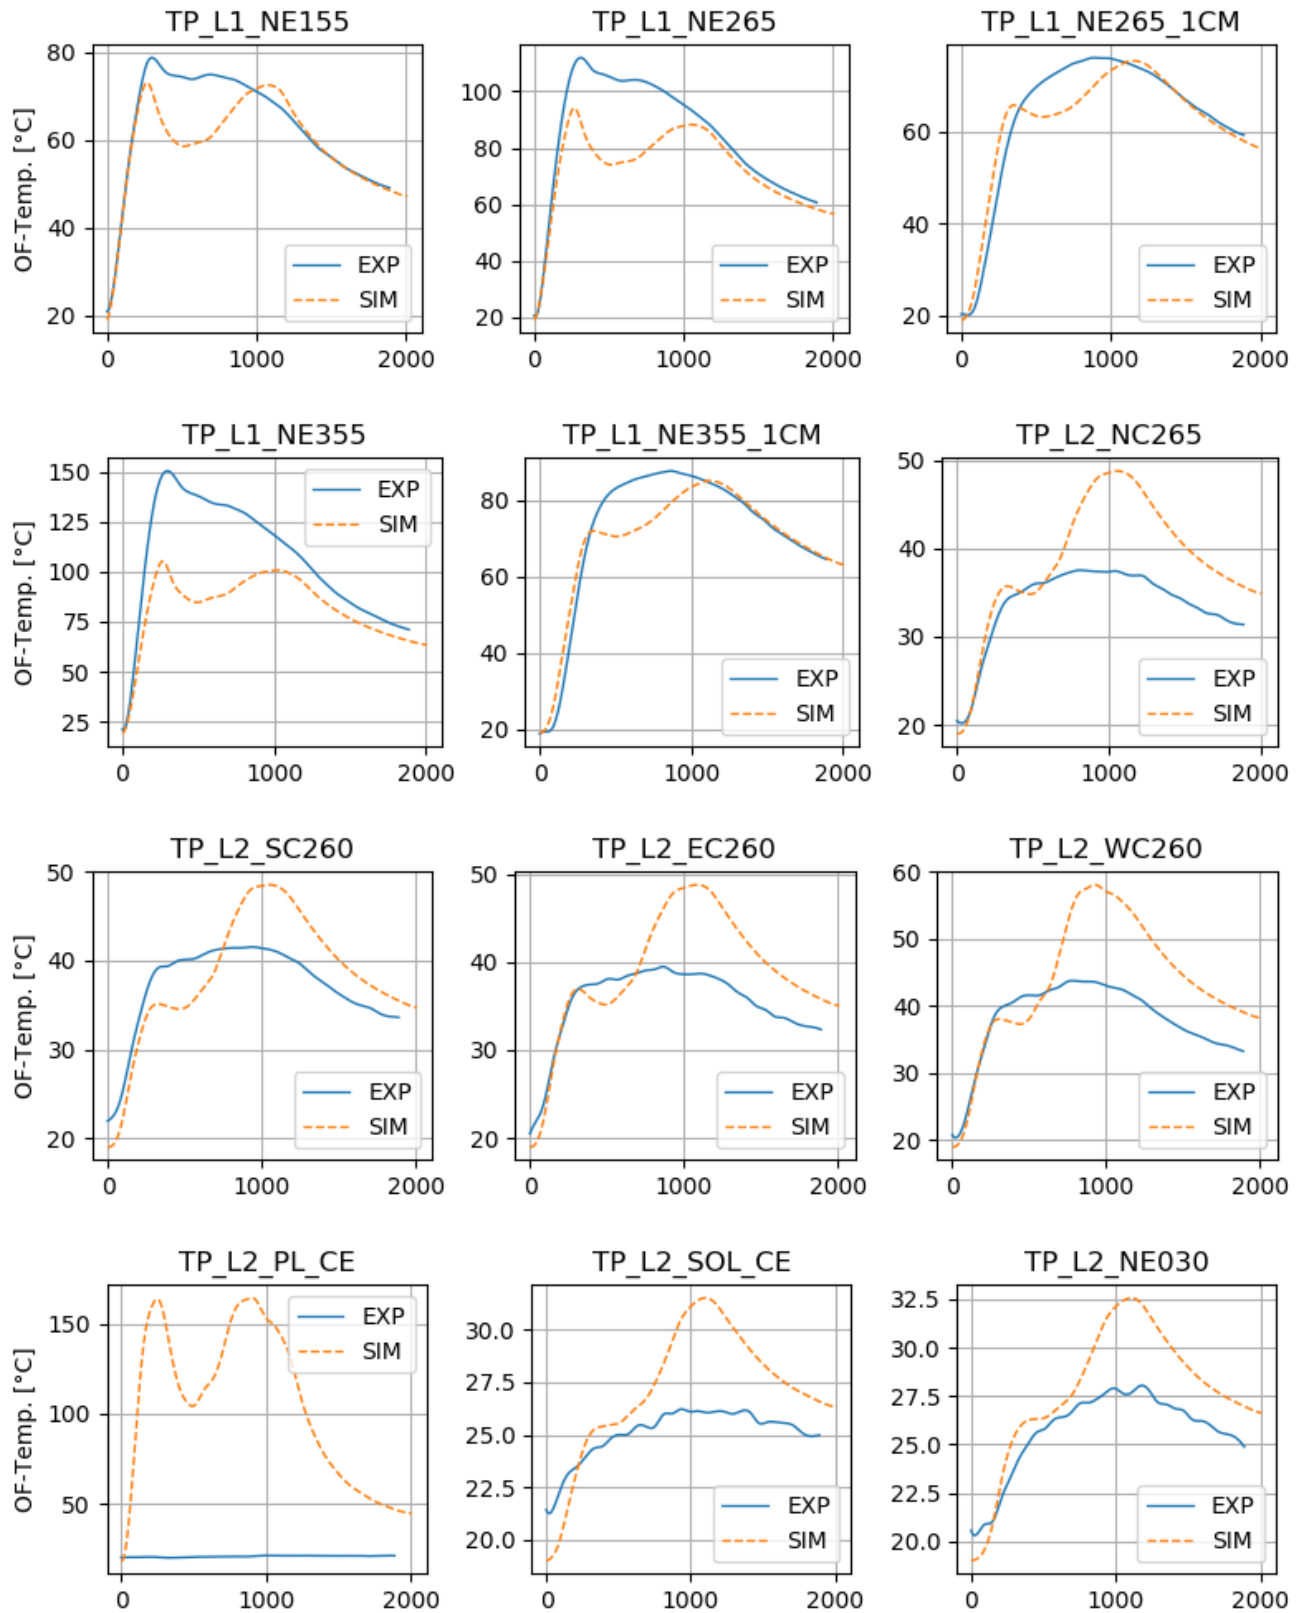 TP_L1_NE155 TP_L1_NE265 TP_L1_NE265_1CM
OF-Temp. [°C]
80
60
40
20
0 1000 2000
EXP
SIM
100
80
60
40
20
0 1000 2000
EXP
SIM
60
40
20
0 1000 2000
EXP
SIM
TP_L1_NE355 TP_L1_NE355_1CM TP_L2_NC265
OF-Temp. [°C]
150
125
100
75
50
25
0 1000 2000
EXP
SIM
80
60
40
20
0 1000 2000
EXP
SIM
50
40
30
20
0 1000 2000
EXP
SIM
TP_L2_SC260 TP_L2_EC260 TP_L2_WC260
OF-Temp. [°C]
50
40
30
20
0 1000 2000
EXP
SIM
50
40
30
20
0 1000 2000
EXP
SIM
60
50
40
30
20
0 1000 2000
EXP
SIM
TP_L2_PL_CE TP_L2_SOL_CE TP_L2_NE030
OF-Temp. [°C]
150
100
50
0 1000 2000
EXP
SIM
30.0
27.5
25.0
22.5
20.0
0 1000 2000
EXP
SIM
32.5
30.0
27.5
25.0
22.5
20.0
0 1000 2000
EXP
SIM